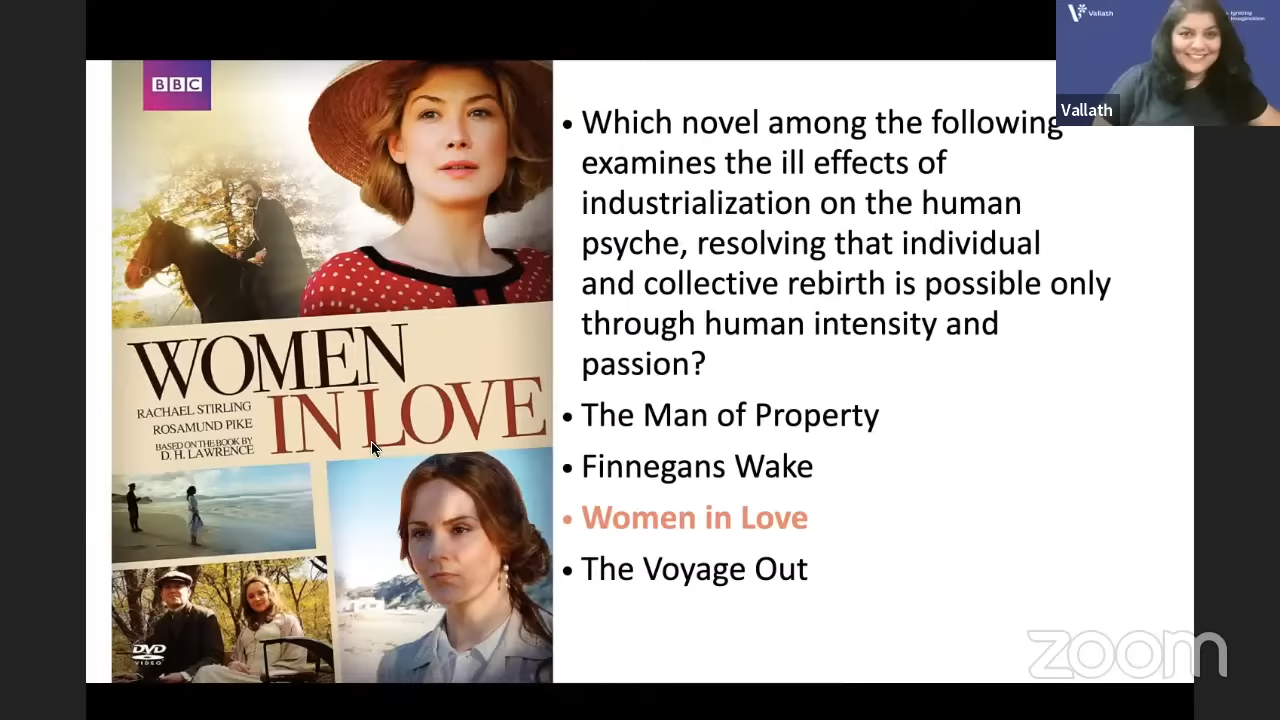 Vallath
Igniting
Imagination
Vallath
BBC
WOMEN
IN LOVE
RACHAEL STIRLING
ROSAMUND PIKE
BASED ON THE BOOK BY
D. H. LAWRENCE
DVD
VIDEO
• Which novel among the following
examines the ill effects of
industrialization on the human
psyche, resolving that individual
and collective rebirth is possible only
through human intensity and
passion?
• The Man of Property
• Finnegans Wake
• Women in Love
• The Voyage Out
zoom